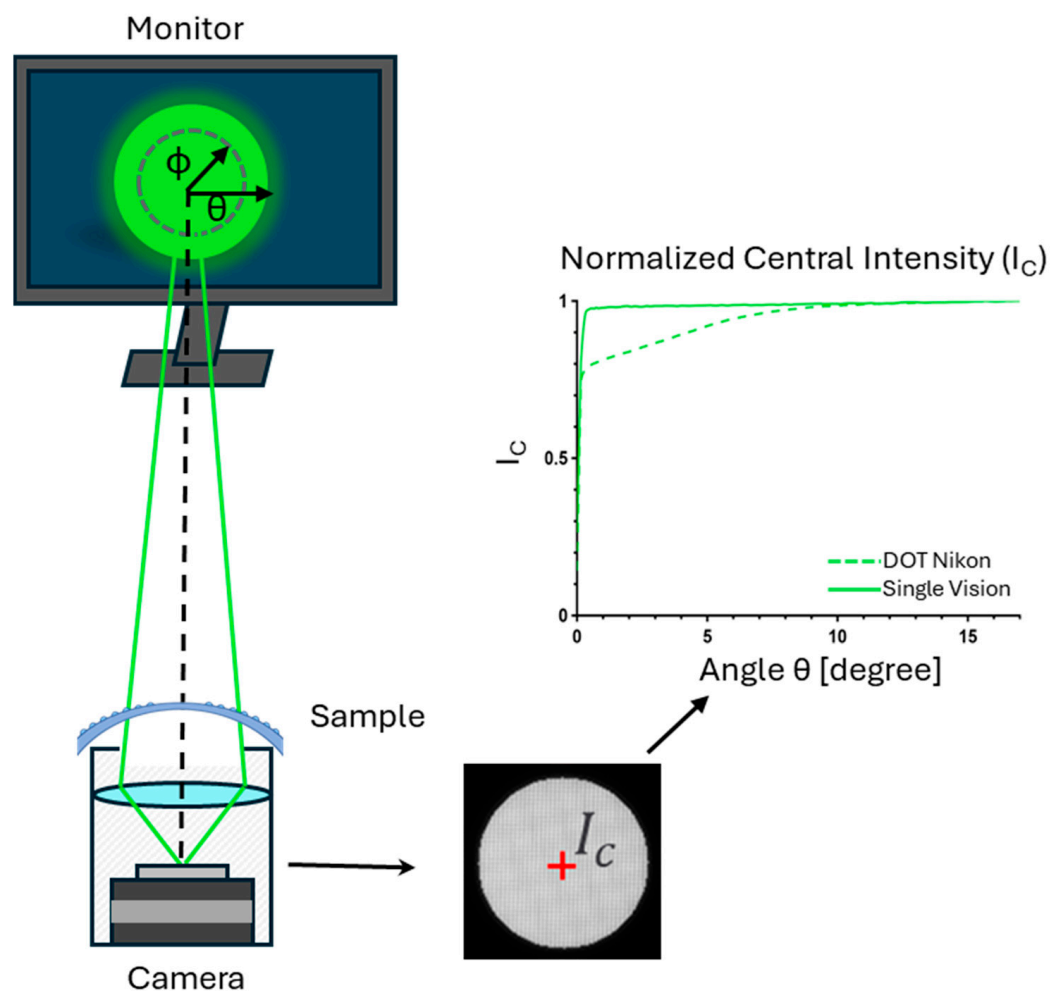 Monitor
ϕ
θ
Normalized Central Intensity (I_C)
1
I_C
0.5
DOT Nikon
Single Vision
0
0
5
10
15
Angle θ [degree]
Sample
I_c
Camera